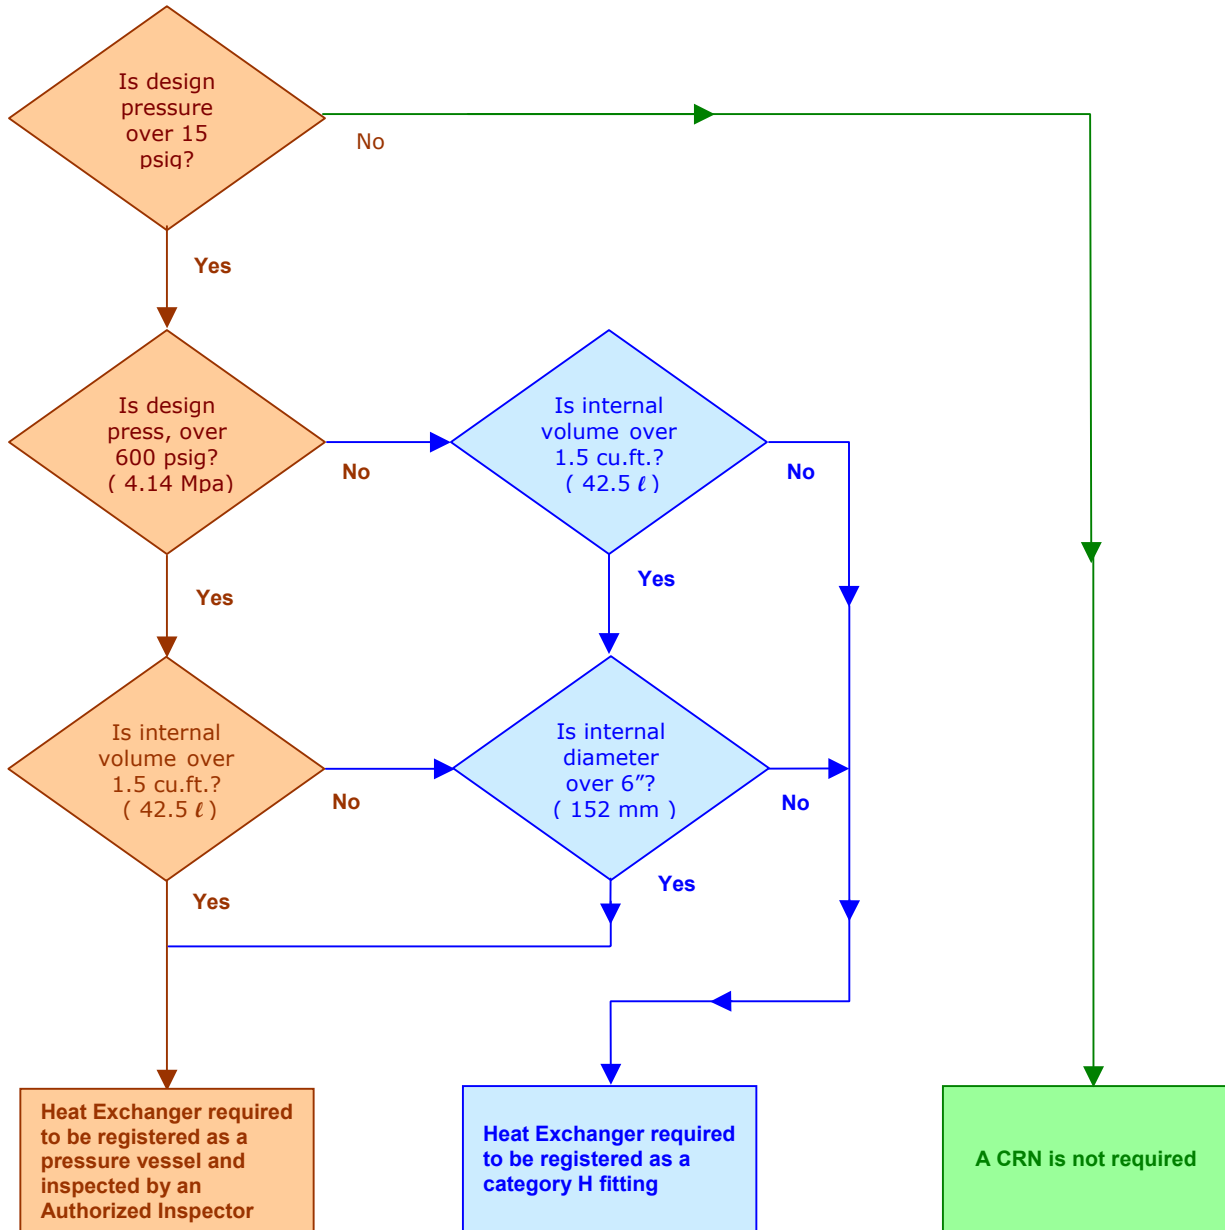 Is design
pressure
over 15
psig?
No
Yes
Is design
press, over
600 psig?
( 4.14 Mpa)
No
Is internal
volume over
1.5 cu.ft.?
( 42.5 ℓ )
No
Yes
Yes
Is internal
volume over
1.5 cu.ft.?
( 42.5 ℓ )
No
Is internal
diameter
over 6”?
( 152 mm )
No
Yes
Yes
Heat Exchanger required
to be registered as a
pressure vessel and
inspected by an
Authorized Inspector
Heat Exchanger required
to be registered as a
category H fitting
A CRN is not required